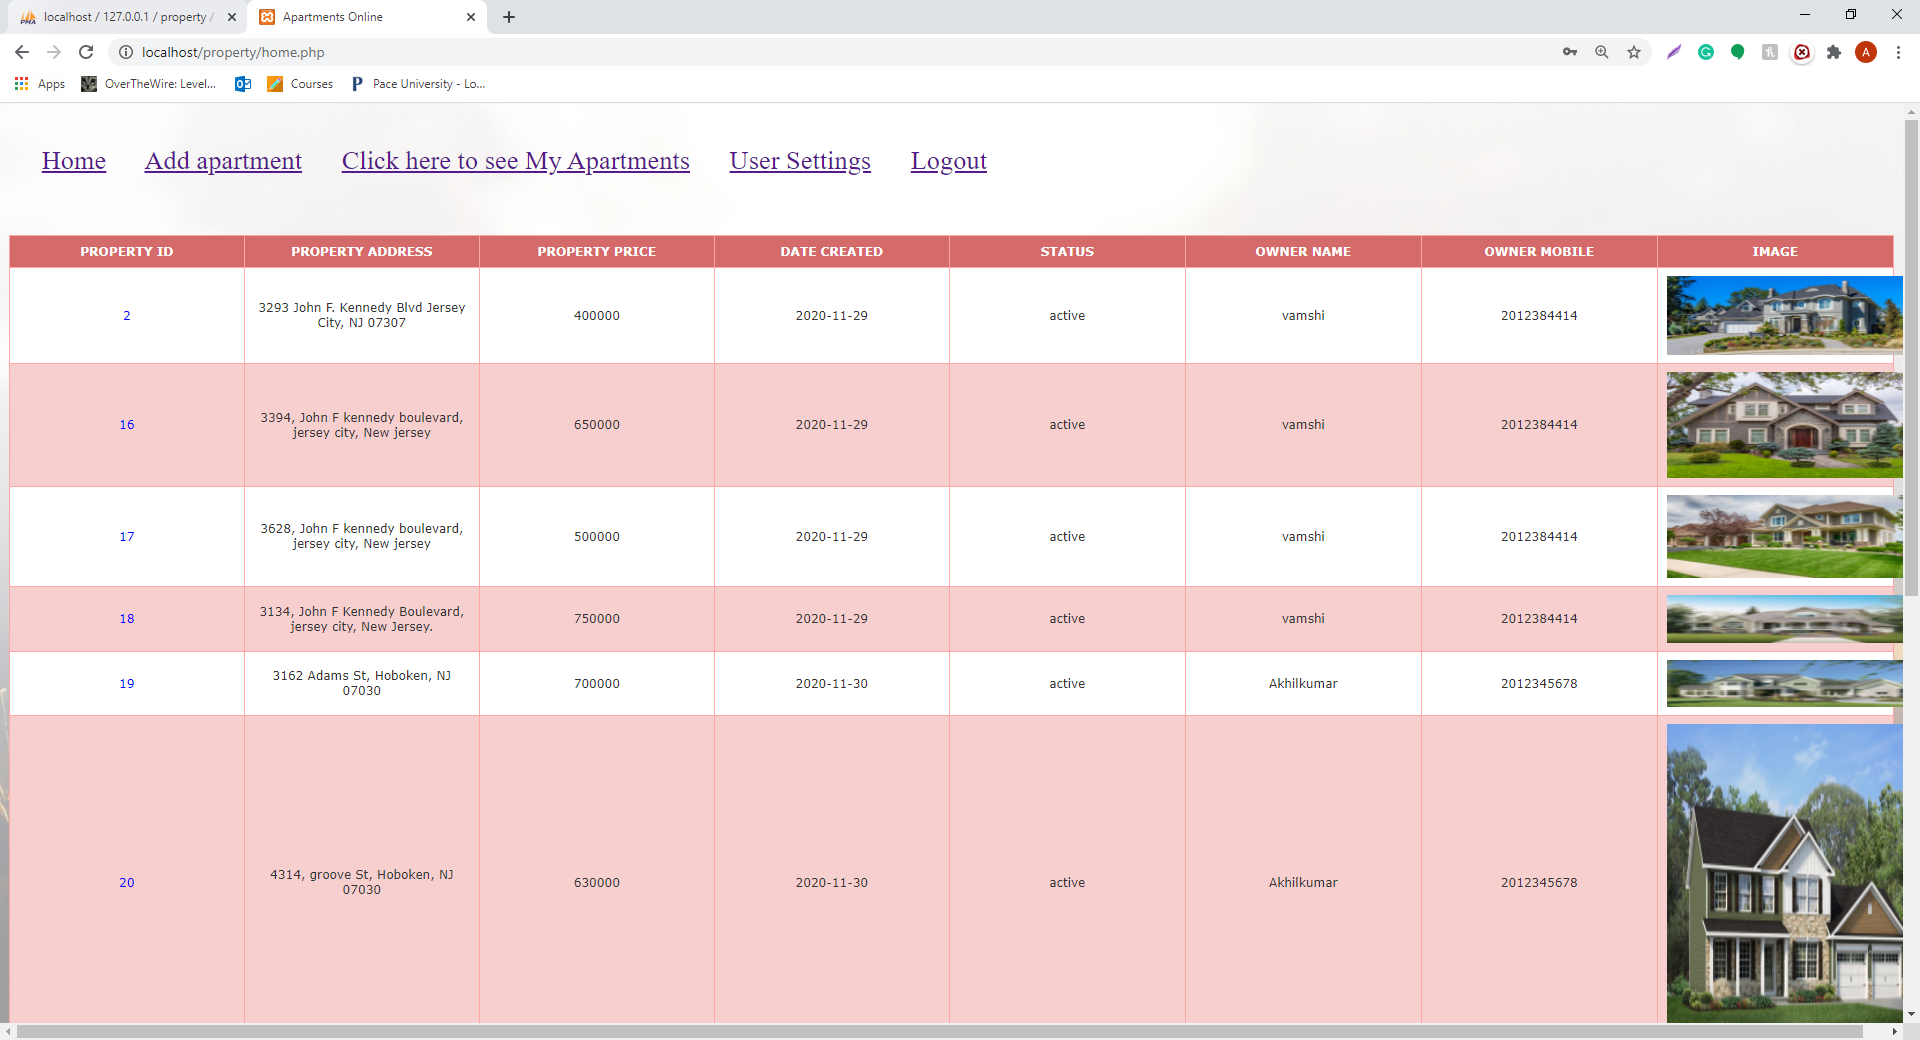 localhost / 127.0.0.1 / property /
Apartments Online
localhost/property/home.php
A
Apps
OverTheWire: Level...
Courses
Pace University - Lo...
Home
Add apartment
Click here to see My Apartments
User Settings
Logout
PROPERTY ID PROPERTY ADDRESS PROPERTY PRICE DATE CREATED STATUS OWNER NAME OWNER MOBILE IMAGE
2 3293 John F. Kennedy Blvd Jersey 400000 2020-11-29 active vamshi 2012384414
City, NJ 07307
16 3394, John F kennedy boulevard, 650000 2020-11-29 active vamshi 2012384414
jersey city, New jersey
17 3628, John F kennedy boulevard, 500000 2020-11-29 active vamshi 2012384414
jersey city, New jersey
18 3134, John F Kennedy Boulevard, 750000 2020-11-29 active vamshi 2012384414
jersey city, New Jersey.
19 3162 Adams St, Hoboken, NJ 700000 2020-11-30 active Akhilkumar 2012345678
07030
20 4314, groove St, Hoboken, NJ 630000 2020-11-30 active Akhilkumar 2012345678
07030